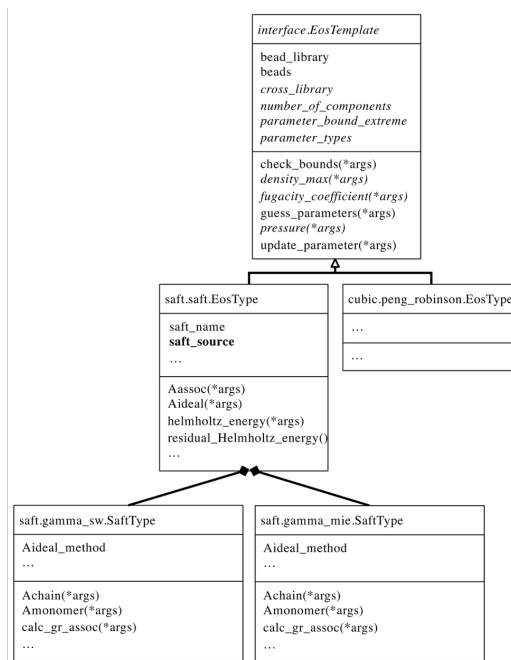 interface.EosTemplate
bead_library
beads
cross_library
number_of_components
parameter_bound_extreme
parameter_types
check_bounds(*args)
density_max(*args)
fugacity_coefficient(*args)
guess_parameters(*args)
pressure(*args)
update_parameter(*args)
saft.saft.EosType
saft_name
saft_source
…
Aassoc(*args)
Aideal(*args)
helmholtz_energy(*args)
residual_Helmholtz_energy()
…
cubic.peng_robinson.EosType
…
…
saft.gamma_sw.SaftType
Aideal_method
…
Achain(*args)
Amonomer(*args)
calc_gr_assoc(*args)
…
saft.gamma_mie.SaftType
Aideal_method
…
Achain(*args)
Amonomer(*args)
calc_gr_assoc(*args)
…